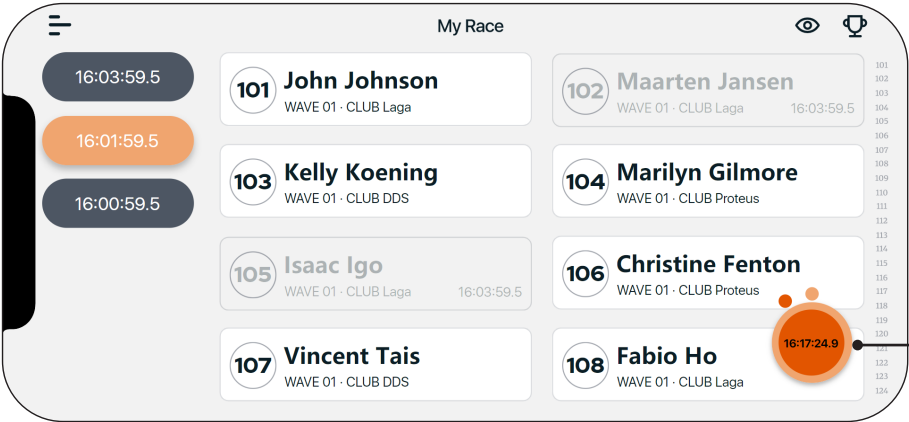 My Race
16:03:59.5
16:01:59.5
16:00:59.5
101 John Johnson
WAVE 01 · CLUB Laga
102 Maarten Jansen
WAVE 01 · CLUB Laga 16:03:59.5
103 Kelly Koening
WAVE 01 · CLUB DDS
104 Marilyn Gilmore
WAVE 01 · CLUB Proteus
105 Isaac Igo
WAVE 01 · CLUB Laga 16:03:59.5
106 Christine Fenton
WAVE 01 · CLUB Proteus
107 Vincent Tais
WAVE 01 · CLUB DDS
108 Fabio Ho
WAVE 01 · CLUB Laga
16:17:24.9
101
102
103
104
105
106
107
108
109
110
111
112
113
114
115
116
117
118
119
120
121
122
123
124